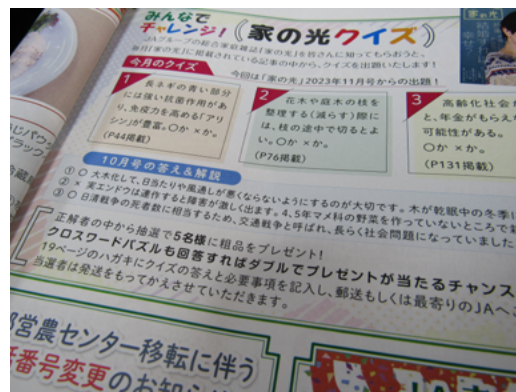 みんなで
チャレンジ!
《家の光クイズ》
JAグループの総合家庭雑誌「家の光」を皆さんに知ってもらおうと、
毎月「家の光」に掲載されている記事の中から、クイズを出題いたします!
今月のクイズ
今回は「家の光」2023年11月号からの出題!
1
長ネギの青い部分
には強い抗菌作用があ
り、免疫力を高める「アリ
シン」が豊富。○か×か。
(P44掲載)
2
花木や庭木の枝を
整理する(減らす)際に
は、枝の途中で切るとよ
い。○か×か。
(P76掲載)
3
高齢化社会が
と、年金がもらえな
可能性がある。
○か×か。
(P131掲載)
10月号の答え&解説
① ○ 大木化して、日当たりや風通しが悪くならないようにするのが大切です。木が乾眠中の冬季に
② × 実エンドウは連作すると障害が激しく出ます。4、5年マメ科の野菜を作っていないところで栽
③ ○ 日清戦争の死者数に相当するため、交通戦争と呼ばれ、長らく社会問題になっていました
正解者の中から抽選で5名様に粗品をプレゼント!
クロスワードパズルも回答すればダブルでプレゼントが当たるチャンス
19ページのハガキにクイズの答えと必要事項を記入し、郵送もしくは最寄りのJAへご
当選者は発送をもってかえさせていただきます。
営農センター移転に伴う
番号変更のお知らせ